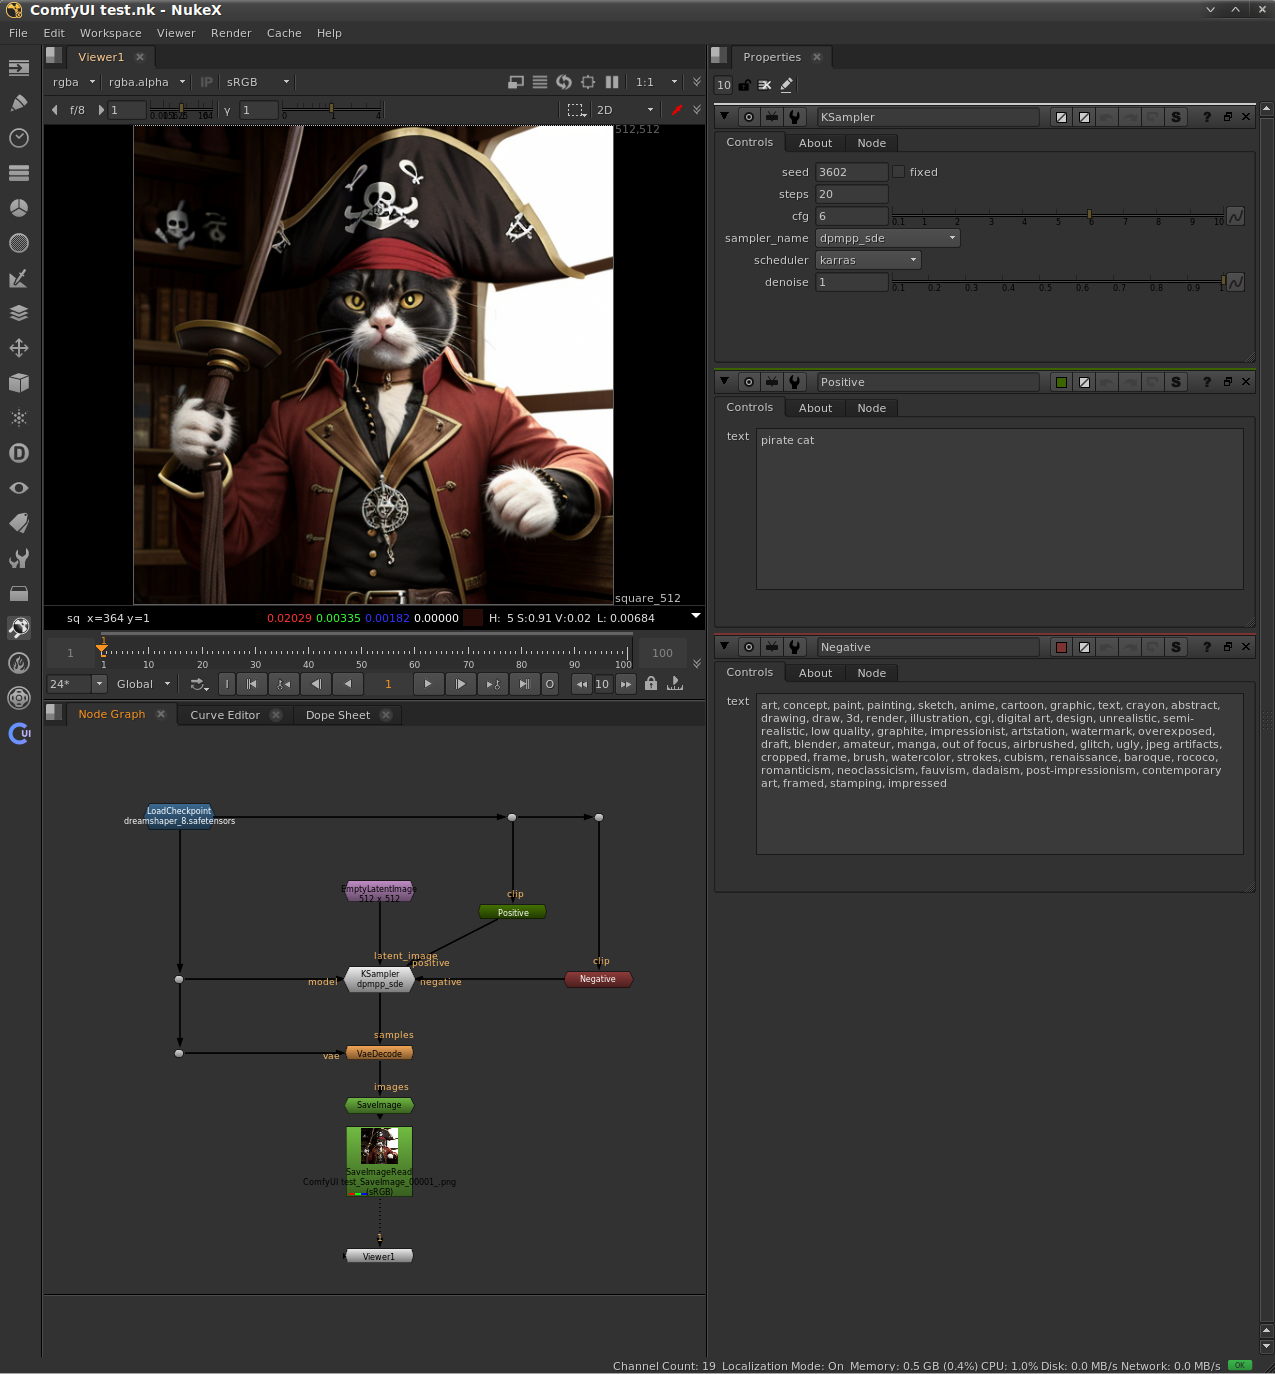 ComfyUI test.nk - NukeX
File Edit Workspace Viewer Render Cache Help
Viewer1
rgba rgba.alpha IP sRGB 1:1
f/8 1 γ 1 0 1 4 2D
512,512
square_512
sq x=364 y=1 0.02029 0.00335 0.00182 0.00000 H: 5 S:0.91 V:0.02 L: 0.00684
1
1 1 10 20 30 40 50 60 70 80 90 100 100
24* Global I 1 O 10
Node Graph Curve Editor Dope Sheet
D
CUI
LoadCheckpoint
dreamshaper_8.safetensors
EmptyLatentImage
512 x 512
clip
Positive
latent_image
positive
clip
KSampler
dpmpp_sde
model
negative
Negative
samples
vae
VaeDecode
images
SaveImage
SaveImageRead
ComfyUI test_SaveImage_00001_.png
(sRGB)
1
Viewer1
Properties
10
KSampler S ?
Controls About Node
seed 3602 fixed
steps 20
cfg 6 0.1 1 2 3 4 5 6 7 8 9 10
sampler_name dpmpp_sde
scheduler karras
denoise 1 0.1 0.2 0.3 0.4 0.5 0.6 0.7 0.8 0.9 1
Positive S ?
Controls About Node
text pirate cat
Negative S ?
Controls About Node
text art, concept, paint, painting, sketch, anime, cartoon, graphic, text, crayon, abstract,
drawing, draw, 3d, render, illustration, cgi, digital art, design, unrealistic, semi-
realistic, low quality, graphite, impressionist, artstation, watermark, overexposed,
draft, blender, amateur, manga, out of focus, airbrushed, glitch, ugly, jpeg artifacts,
cropped, frame, brush, watercolor, strokes, cubism, renaissance, baroque, rococo,
romanticism, neoclassicism, fauvism, dadaism, post-impressionism, contemporary
art, framed, stamping, impressed
Channel Count: 19 Localization Mode: On Memory: 0.5 GB (0.4%) CPU: 1.0% Disk: 0.0 MB/s Network: 0.0 MB/s OK